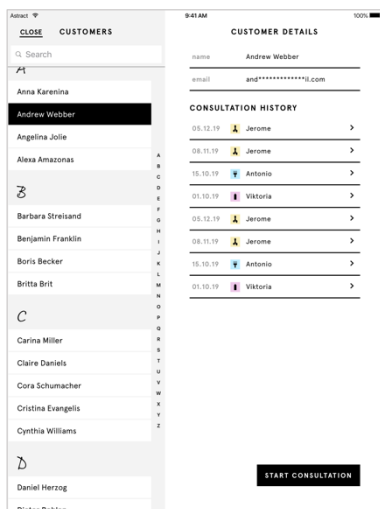 Astract 9:41 AM 100%
CLOSE CUSTOMERS
Search
A
Anna Karenina
Andrew Webber
Angelina Jolie
Alexa Amazonas
B
Barbara Streisand
Benjamin Franklin
Boris Becker
Britta Brit
C
Carina Miller
Claire Daniels
Cora Schumacher
Cristina Evangelis
Cynthia Williams
D
Daniel Herzog
A
B
C
D
E
F
G
H
I
J
K
L
M
N
O
P
Q
R
S
T
U
V
W
X
Y
Z
CUSTOMER DETAILS
name Andrew Webber
email and*************il.com
CONSULTATION HISTORY
05.12.19 Jerome
08.11.19 Jerome
15.10.19 Antonio
01.10.19 Viktoria
05.12.19 Jerome
08.11.19 Jerome
15.10.19 Antonio
01.10.19 Viktoria
START CONSULTATION